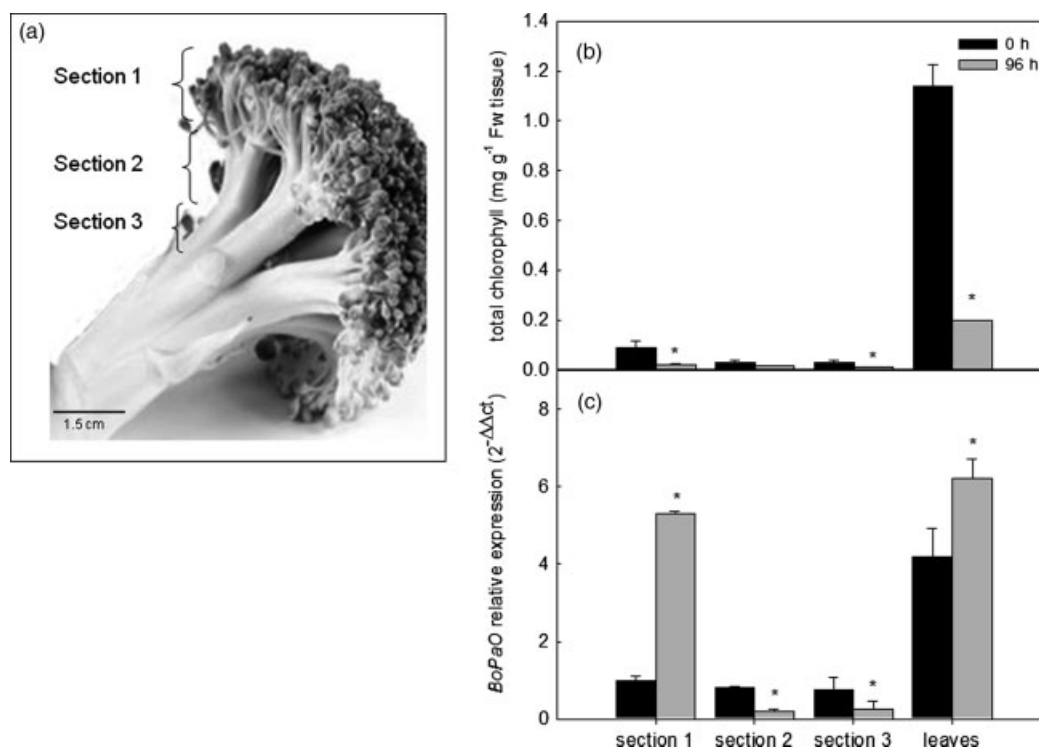 (a)
Section 1
Section 2
Section 3
1.5 cm
(b)
0 h
96 h
total chlorophyll (mg g⁻¹ Fw tissue)
1.4
1.2
1.0
0.8
0.6
0.4
0.2
0.0
*
*
*
(c)
BoPaO relative expression (2⁻ΔΔct)
8
6
4
2
0
*
*
*
*
section 1 section 2 section 3 leaves